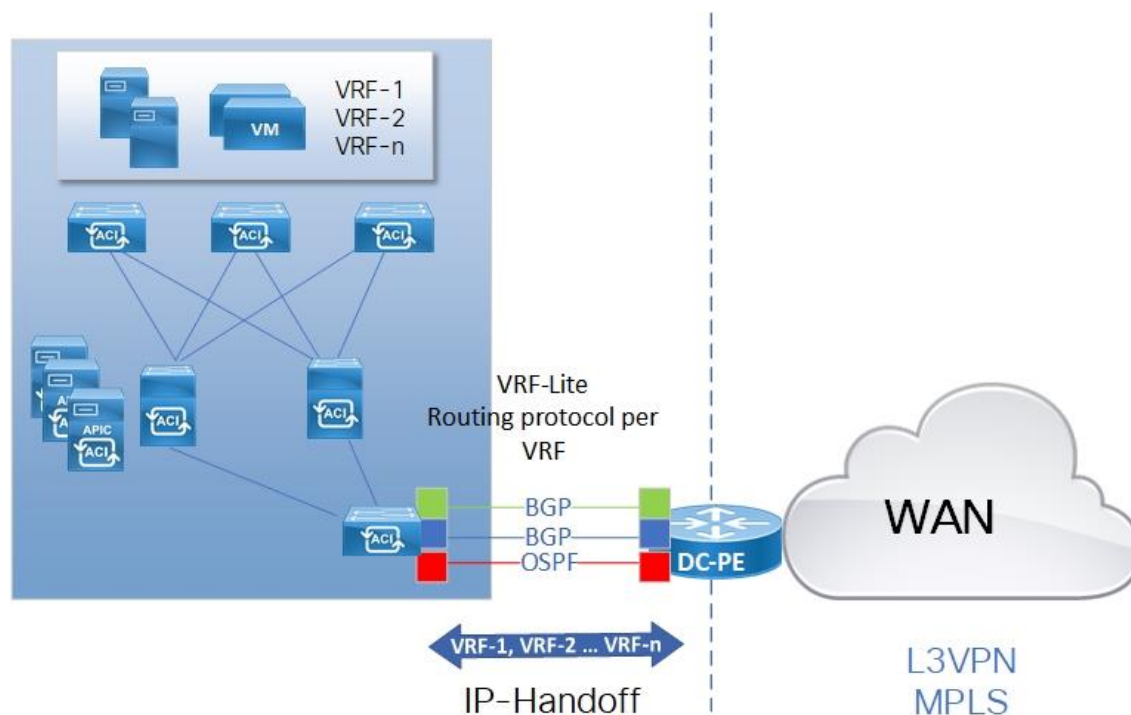 VRF-1
VRF-2
VRF-n
VM
ACI
ACI
ACI
APIC
ACI
ACI
ACI
ACI
VRF-Lite
Routing protocol per
VRF
BGP
BGP
OSPF
DC-PE
WAN
VRF-1, VRF-2 ... VRF-n
IP-Handoff
L3VPN
MPLS